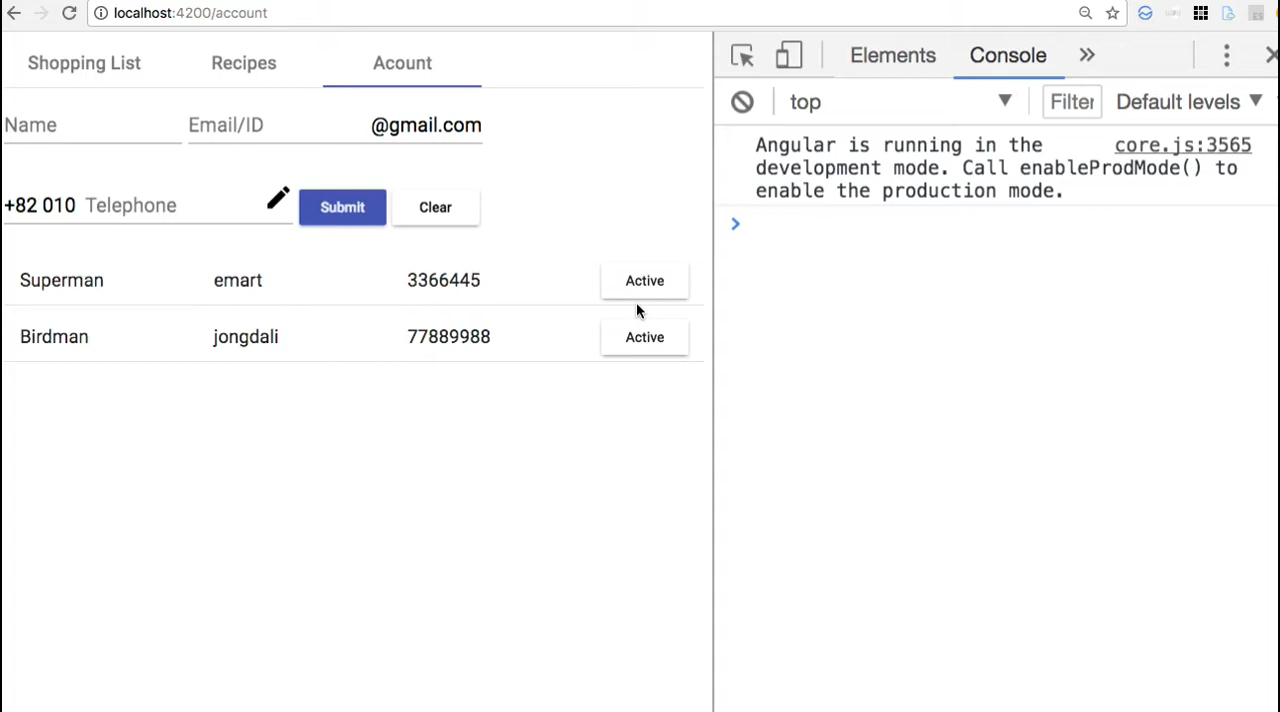 localhost:4200/account
Shopping List Recipes Acount
Elements Console »
top Filter Default levels
Name Email/ID @gmail.com
Angular is running in the core.js:3565
development mode. Call enableProdMode() to
enable the production mode.
+82 010 Telephone Submit Clear
Superman emart 3366445 Active
Birdman jongdali 77889988 Active